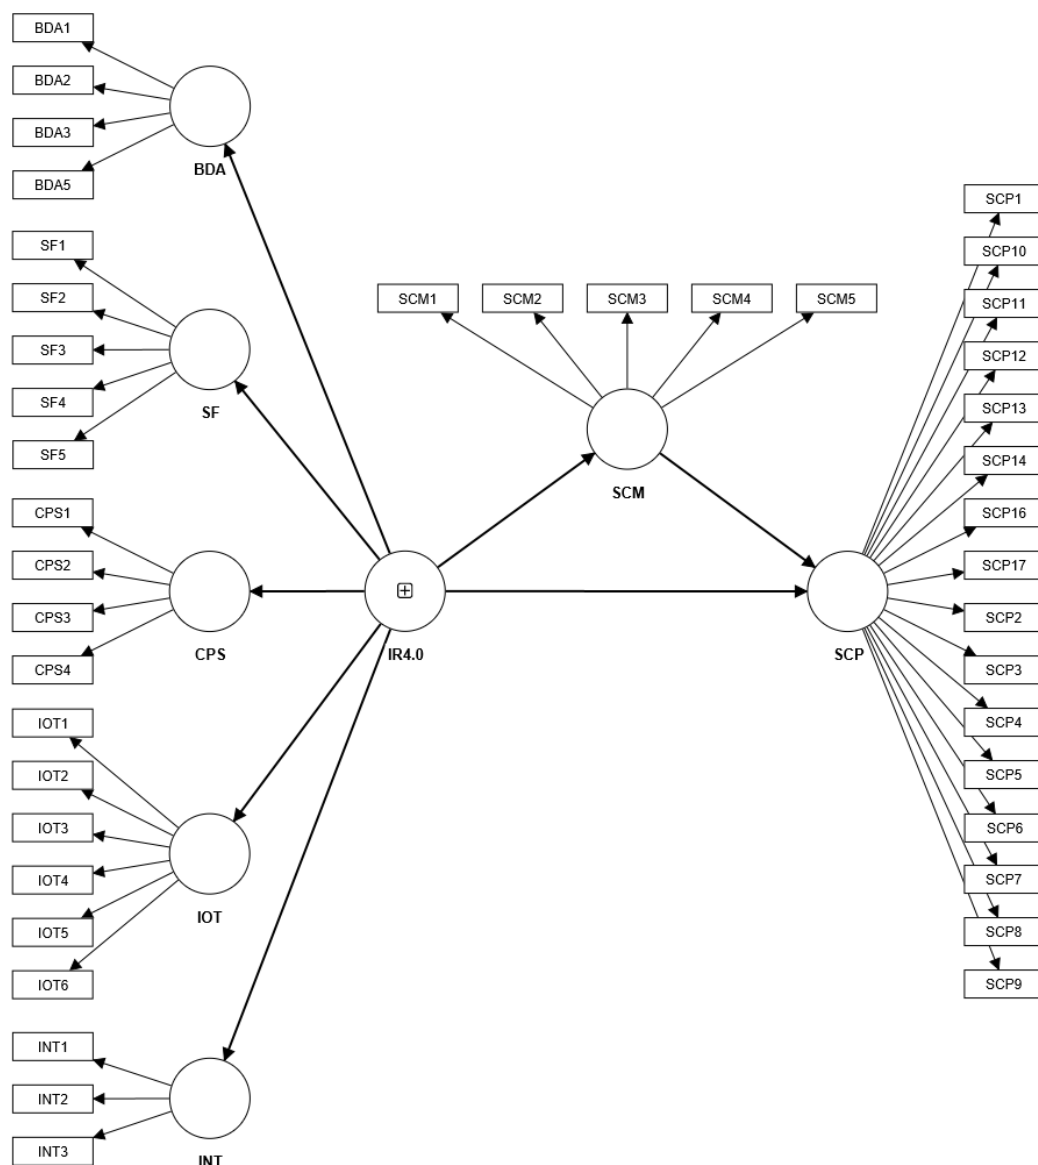 BDA1
BDA2
BDA3
BDA5
BDA
SF1
SF2
SF3
SF4
SF5
SF
CPS1
CPS2
CPS3
CPS4
CPS
IOT1
IOT2
IOT3
IOT4
IOT5
IOT6
IOT
INT1
INT2
INT3
INT
IR4.0
SCM1
SCM2
SCM3
SCM4
SCM5
SCM
SCP
SCP1
SCP10
SCP11
SCP12
SCP13
SCP14
SCP16
SCP17
SCP2
SCP3
SCP4
SCP5
SCP6
SCP7
SCP8
SCP9